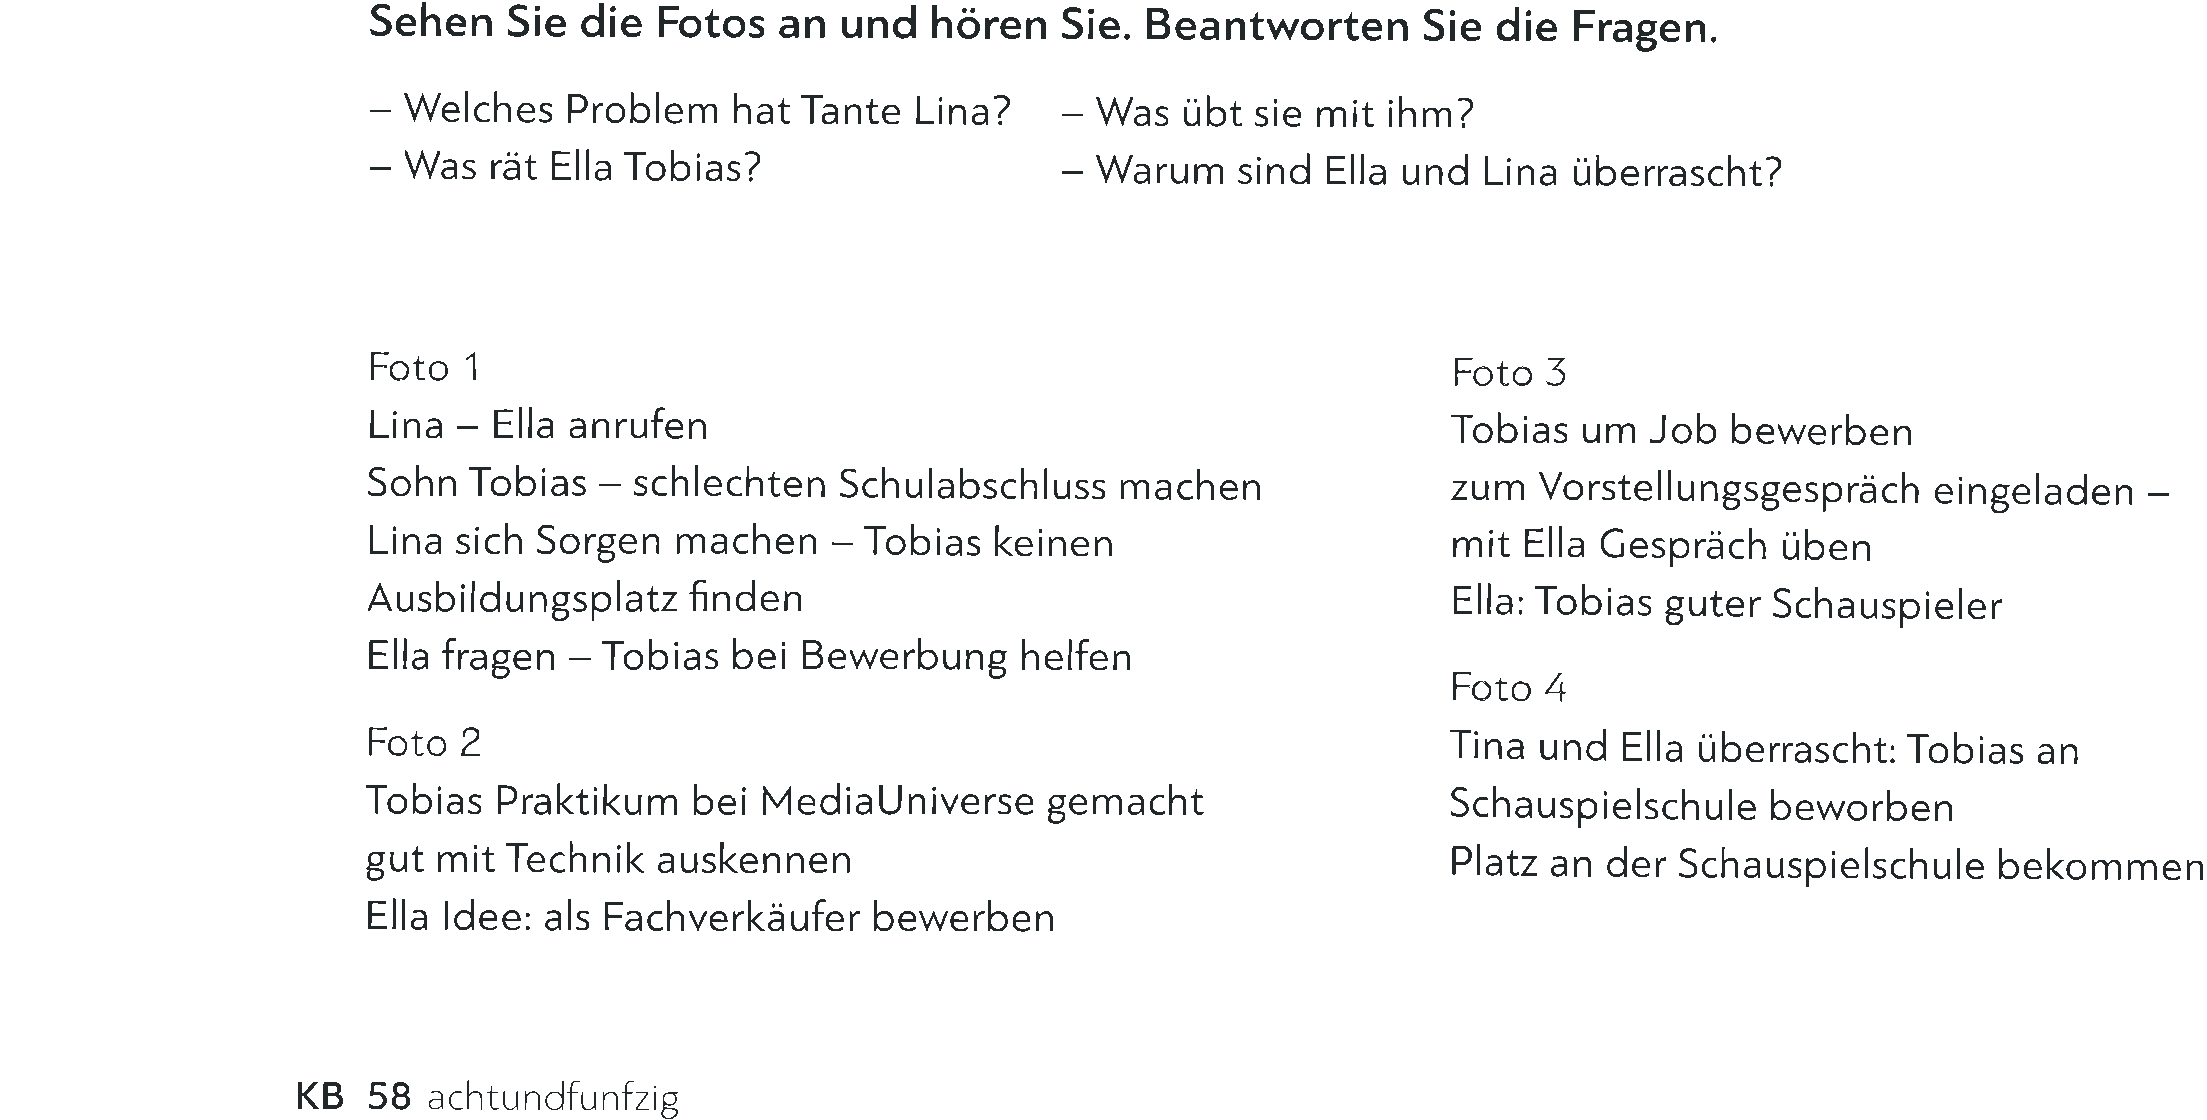 Sehen Sie die Fotos an und hören Sie. Beantworten Sie die Fragen.
– Welches Problem hat Tante Lina?
– Was rät Ella Tobias?
– Was übt sie mit ihm?
– Warum sind Ella und Lina überrascht?
Foto 1
Lina – Ella anrufen
Sohn Tobias – schlechten Schulabschluss machen
Lina sich Sorgen machen – Tobias keinen
Ausbildungsplatz finden
Ella fragen – Tobias bei Bewerbung helfen
Foto 2
Tobias Praktikum bei MediaUniverse gemacht
gut mit Technik auskennen
Ella Idee: als Fachverkäufer bewerben
Foto 3
Tobias um Job bewerben
zum Vorstellungsgespräch eingeladen –
mit Ella Gespräch üben
Ella: Tobias guter Schauspieler
Foto 4
Tina und Ella überrascht: Tobias an
Schauspielschule beworben
Platz an der Schauspielschule bekommen
KB 58 achtundfunfzig